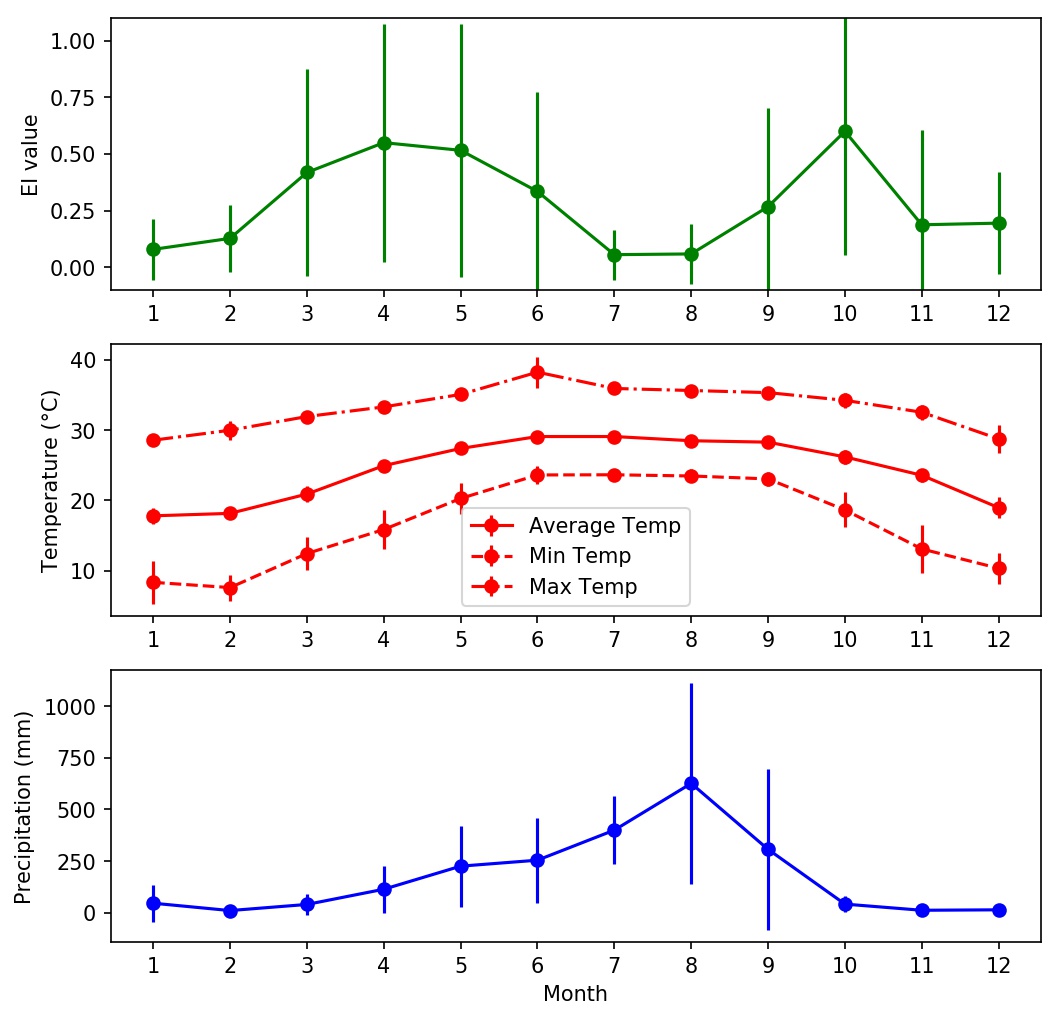 EI value
1.00
0.75
0.50
0.25
0.00
1 2 3 4 5 6 7 8 9 10 11 12
Temperature (°C)
40
30
20
10
Average Temp
Min Temp
Max Temp
1 2 3 4 5 6 7 8 9 10 11 12
Precipitation (mm)
1000
750
500
250
0
1 2 3 4 5 6 7 8 9 10 11 12
Month